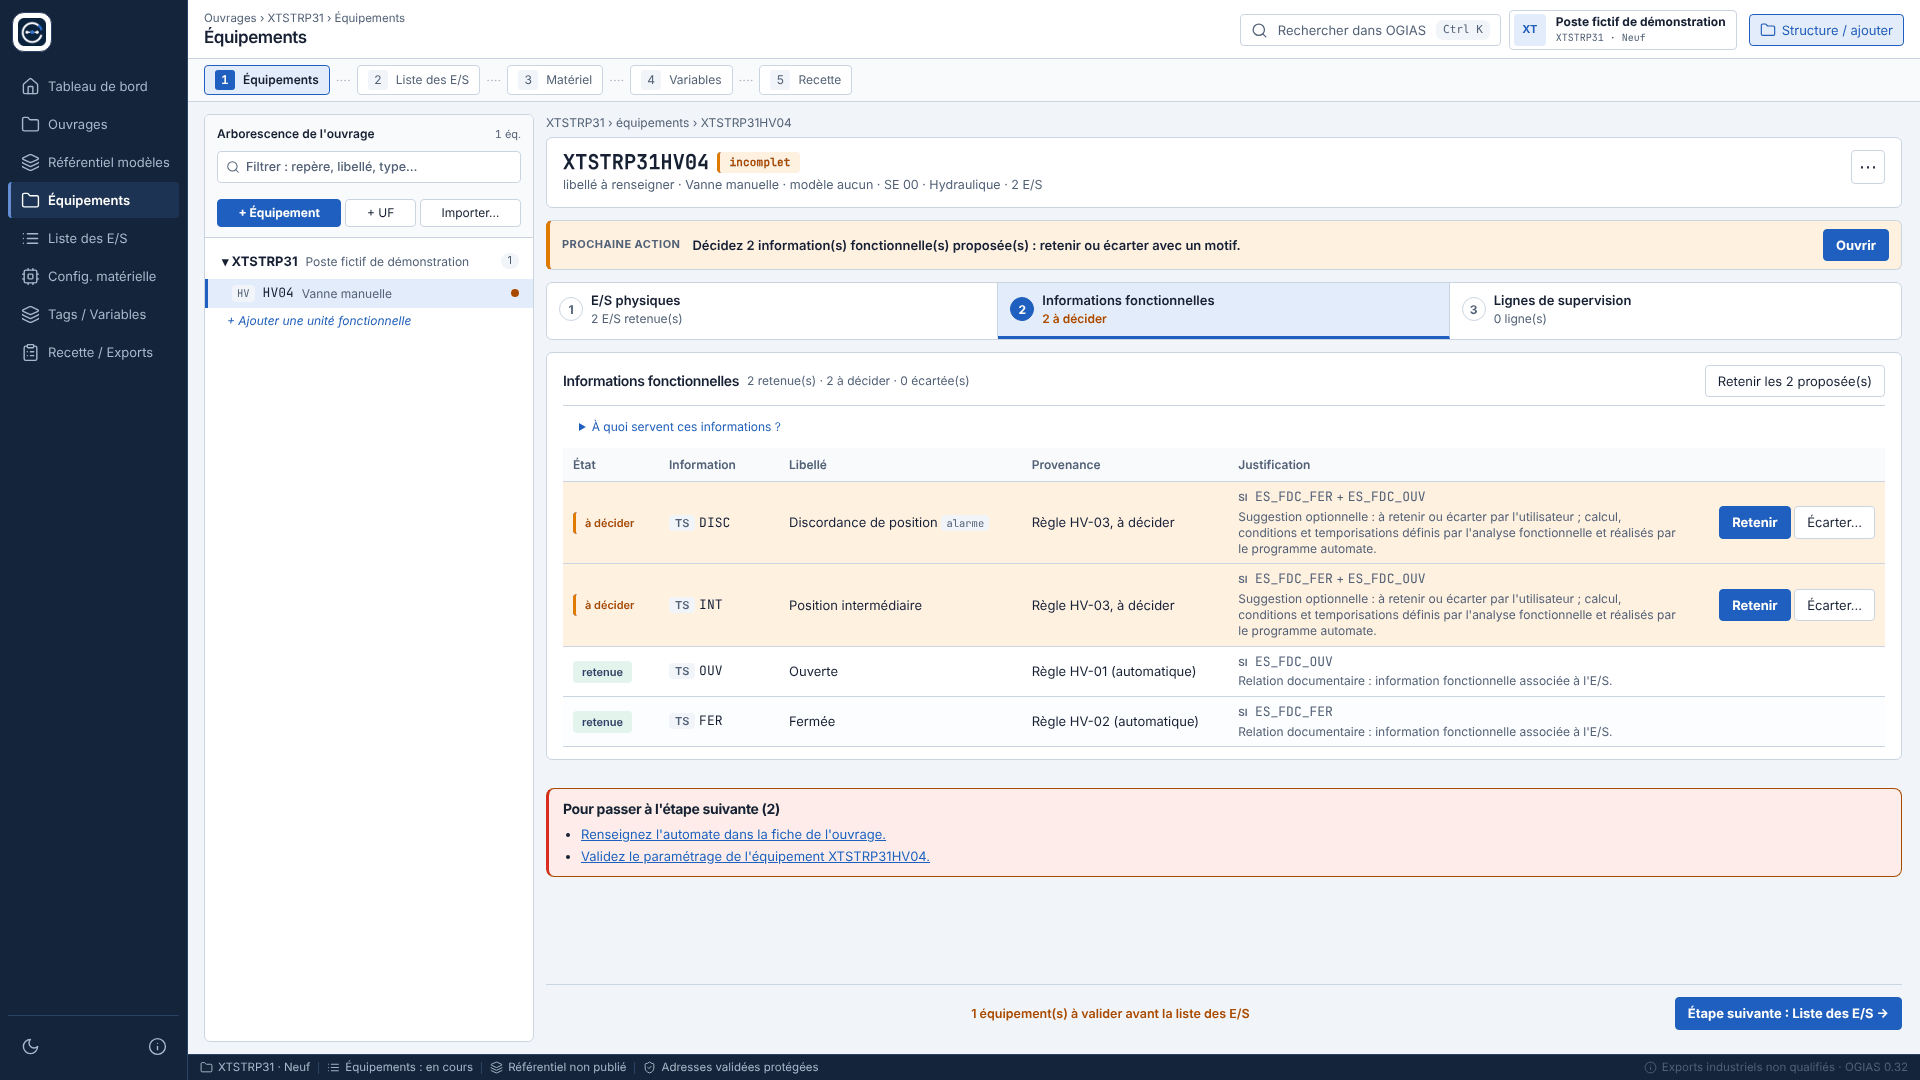 Ouvrages › XTSTRP31 › Équipements
Équipements
Rechercher dans OGIAS Ctrl K
XT Poste fictif de démonstration
XTSTRP31 · Neuf
Structure / ajouter
Tableau de bord
Ouvrages
Référentiel modèles
Équipements
Liste des E/S
Config. matérielle
Tags / Variables
Recette / Exports
1 Équipements
2 Liste des E/S
3 Matériel
4 Variables
5 Recette
Arborescence de l'ouvrage 1 éq.
Filtrer : repère, libellé, type...
+ Équipement + UF Importer...
▾ XTSTRP31 Poste fictif de démonstration 1
HV HV04 Vanne manuelle
+ Ajouter une unité fonctionnelle
XTSTRP31 › équipements › XTSTRP31HV04
XTSTRP31HV04 incomplet
libellé à renseigner · Vanne manuelle · modèle aucun · SE 00 · Hydraulique · 2 E/S
...
PROCHAINE ACTION Décidez 2 information(s) fonctionnelle(s) proposée(s) : retenir ou écarter avec un motif.
Ouvrir
1 E/S physiques
2 E/S retenue(s)
2 Informations fonctionnelles
2 à décider
3 Lignes de supervision
0 ligne(s)
Informations fonctionnelles 2 retenue(s) · 2 à décider · 0 écartée(s)
Retenir les 2 proposée(s)
▶ À quoi servent ces informations ?
État Information Libellé Provenance Justification
à décider TS DISC Discordance de position alarme Règle HV-03, à décider
SI ES_FDC_FER + ES_FDC_OUV
Suggestion optionnelle : à retenir ou écarter par l'utilisateur ; calcul,
conditions et temporisations définis par l'analyse fonctionnelle et réalisés par
le programme automate.
Retenir Écarter...
à décider TS INT Position intermédiaire Règle HV-03, à décider
SI ES_FDC_FER + ES_FDC_OUV
Suggestion optionnelle : à retenir ou écarter par l'utilisateur ; calcul,
conditions et temporisations définis par l'analyse fonctionnelle et réalisés par
le programme automate.
Retenir Écarter...
retenue TS OUV Ouverte Règle HV-01 (automatique)
SI ES_FDC_OUV
Relation documentaire : information fonctionnelle associée à l'E/S.
retenue TS FER Fermée Règle HV-02 (automatique)
SI ES_FDC_FER
Relation documentaire : information fonctionnelle associée à l'E/S.
Pour passer à l'étape suivante (2)
• Renseignez l'automate dans la fiche de l'ouvrage.
• Validez le paramétrage de l'équipement XTSTRP31HV04.
1 équipement(s) à valider avant la liste des E/S
Étape suivante : Liste des E/S →
XTSTRP31 · Neuf
Équipements : en cours
Référentiel non publié
Adresses validées protégées
Exports industriels non qualifiés · OGIAS 0.32